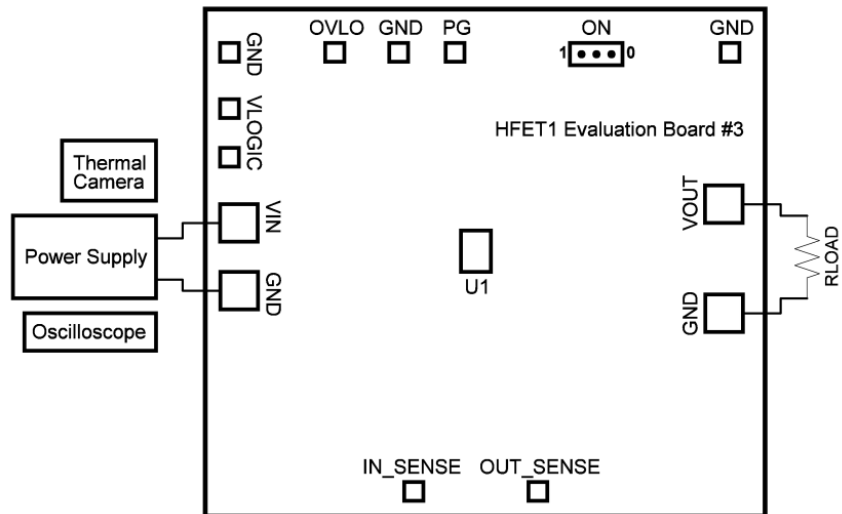 OVLO GND PG ON GND
GND
1 0
VLOGIC
HFET1 Evaluation Board #3
Thermal
Camera
VIN
VOUT
Power Supply
RLOAD
U1
GND
GND
Oscilloscope
IN_SENSE OUT_SENSE